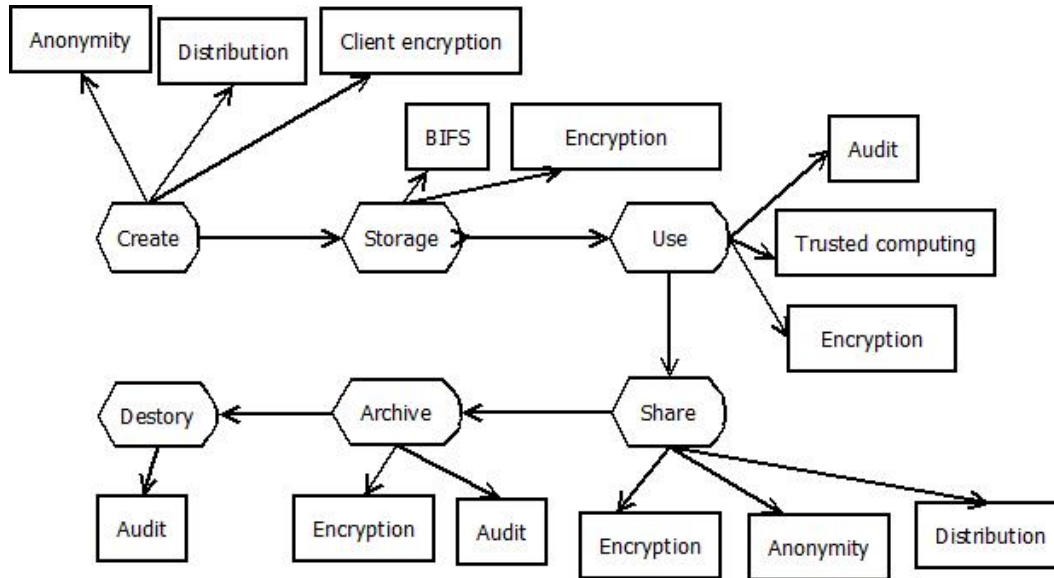 Anonymity
Distribution
Client encryption
BIFS
Encryption
Audit
Create
Storage
Use
Trusted computing
Encryption
Destory
Archive
Share
Audit
Encryption
Audit
Encryption
Anonymity
Distribution